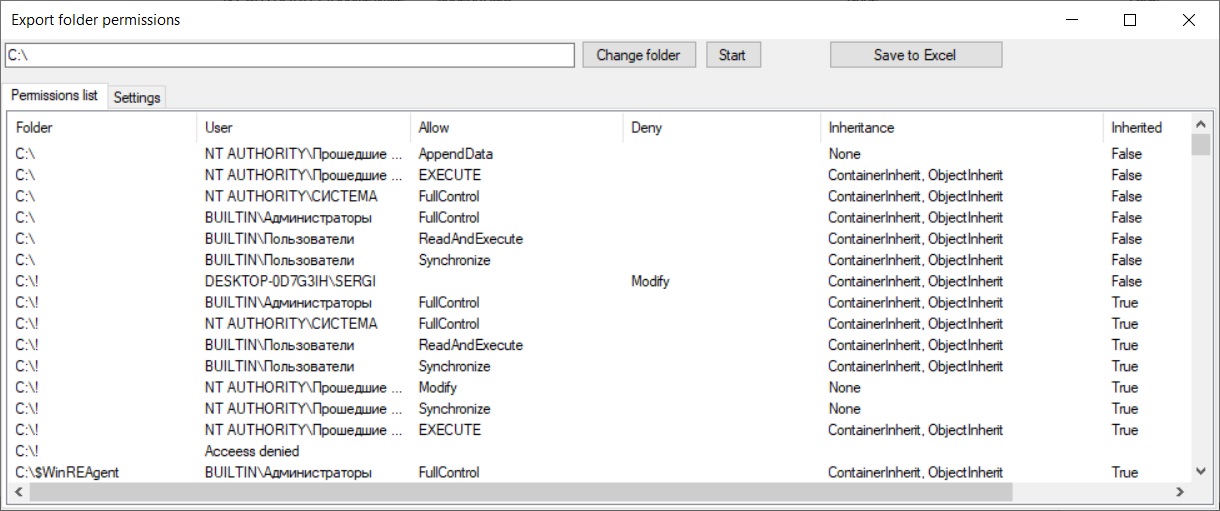 Export folder permissions
C:\ Change folder Start Save to Excel
Permissions list Settings
Folder User Allow Deny Inheritance Inherited
C:\ NT AUTHORITY\Прошедшие ... AppendData None False
C:\ NT AUTHORITY\Прошедшие ... EXECUTE ContainerInherit, ObjectInherit False
C:\ NT AUTHORITY\СИСТЕМА FullControl ContainerInherit, ObjectInherit False
C:\ BUILTIN\Администраторы FullControl ContainerInherit, ObjectInherit False
C:\ BUILTIN\Пользователи ReadAndExecute ContainerInherit, ObjectInherit False
C:\ BUILTIN\Пользователи Synchronize ContainerInherit, ObjectInherit False
C:\! DESKTOP-0D7G3IH\SERGI Modify ContainerInherit, ObjectInherit False
C:\! BUILTIN\Администраторы FullControl ContainerInherit, ObjectInherit True
C:\! NT AUTHORITY\СИСТЕМА FullControl ContainerInherit, ObjectInherit True
C:\! BUILTIN\Пользователи ReadAndExecute ContainerInherit, ObjectInherit True
C:\! BUILTIN\Пользователи Synchronize ContainerInherit, ObjectInherit True
C:\! NT AUTHORITY\Прошедшие ... Modify None True
C:\! NT AUTHORITY\Прошедшие ... Synchronize None True
C:\! NT AUTHORITY\Прошедшие ... EXECUTE ContainerInherit, ObjectInherit True
C:\! Acceess denied
C:\$WinREAgent BUILTIN\Администраторы FullControl ContainerInherit, ObjectInherit True